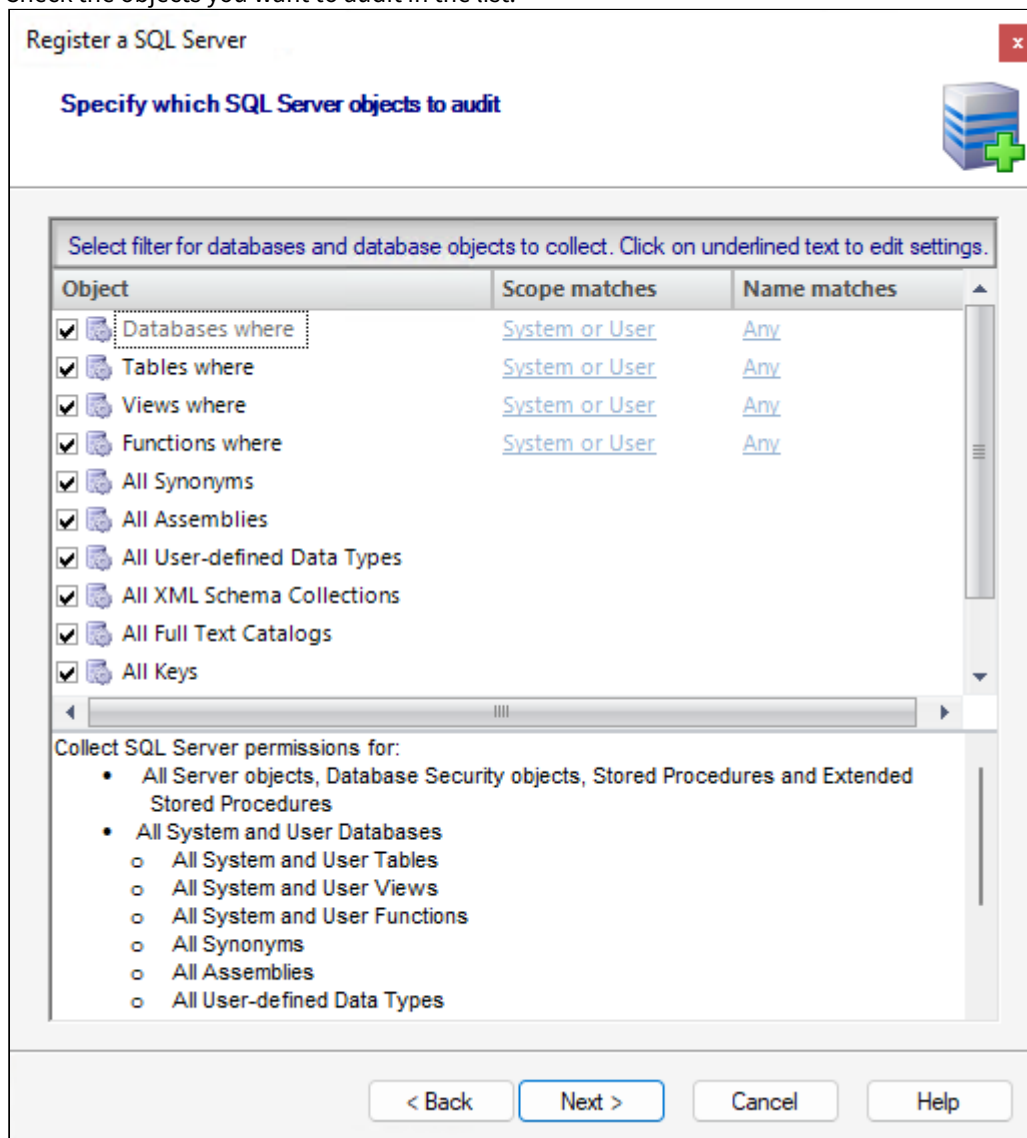 Check the objects you want to audit in the list.
Register a SQL Server
x
Specify which SQL Server objects to audit
Select filter for databases and database objects to collect. Click on underlined text to edit settings.
Object Scope matches Name matches
Databases where System or User Any
Tables where System or User Any
Views where System or User Any
Functions where System or User Any
All Synonyms
All Assemblies
All User-defined Data Types
All XML Schema Collections
All Full Text Catalogs
All Keys
Collect SQL Server permissions for:
• All Server objects, Database Security objects, Stored Procedures and Extended
Stored Procedures
• All System and User Databases
o All System and User Tables
o All System and User Views
o All System and User Functions
o All Synonyms
o All Assemblies
o All User-defined Data Types
< Back Next > Cancel Help